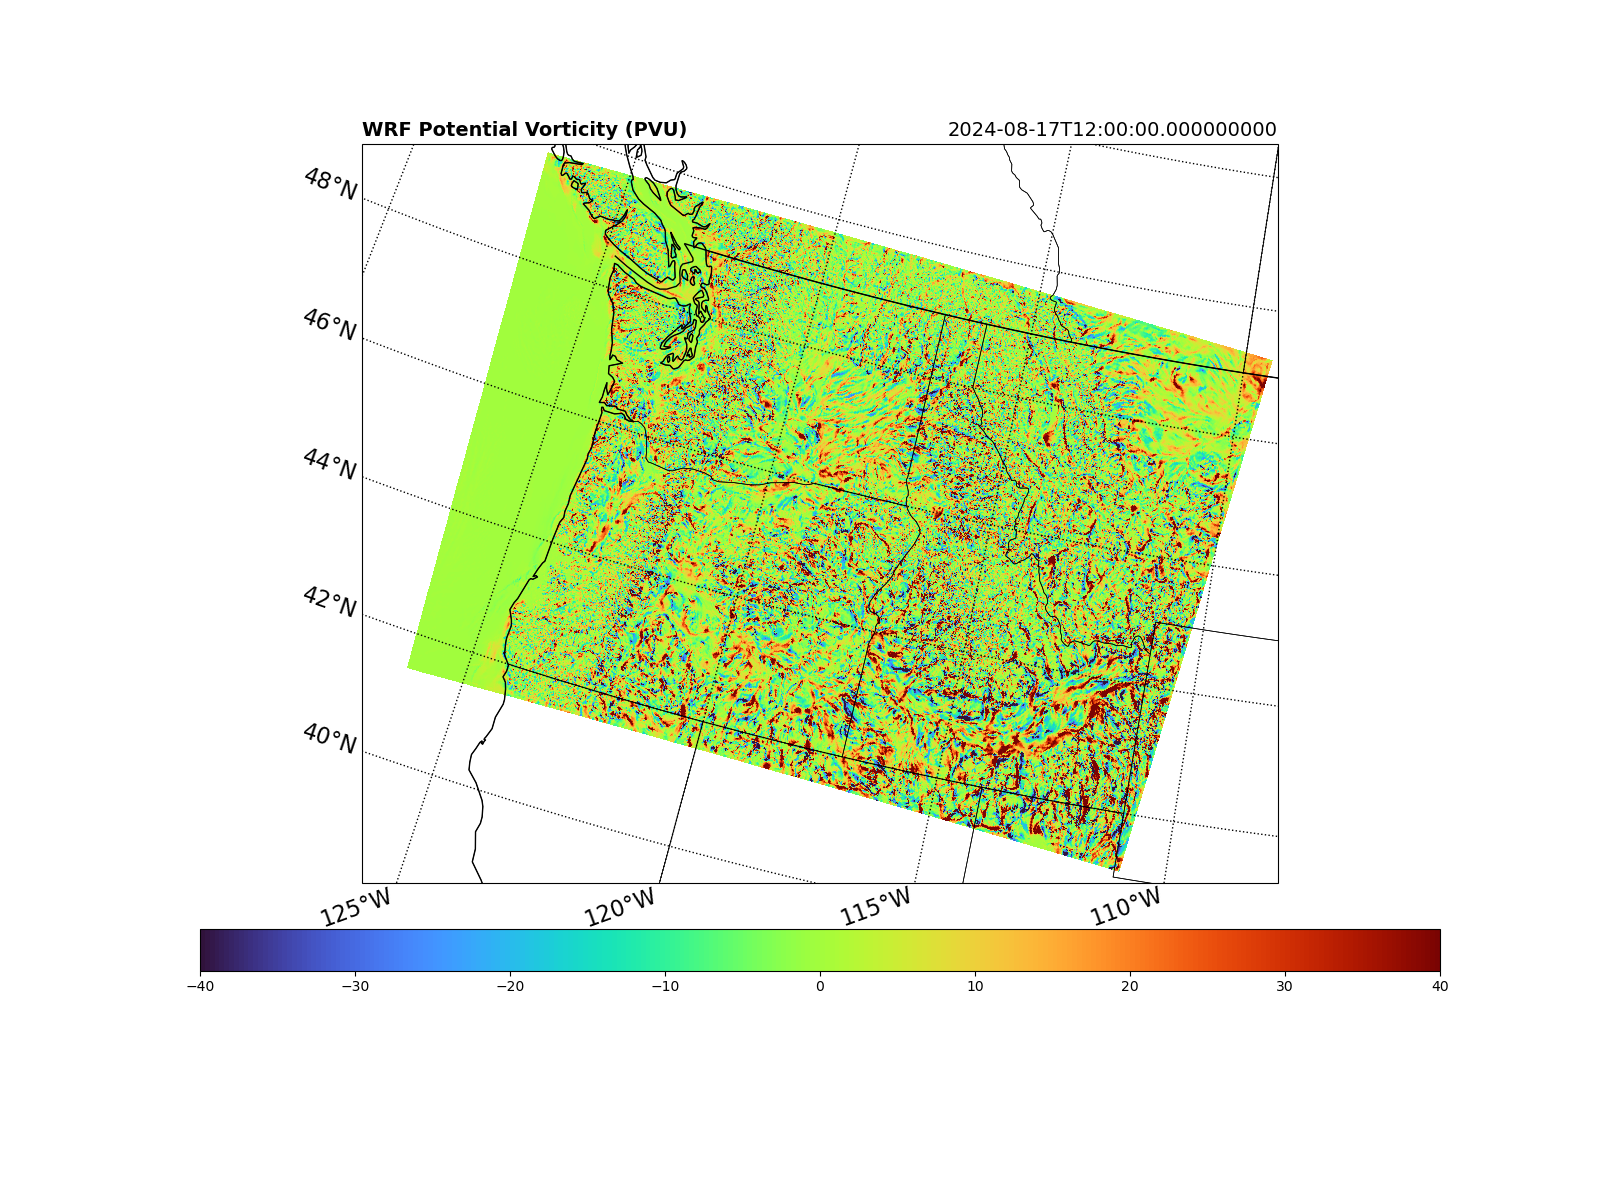 WRF Potential Vorticity (PVU) 2024-08-17T12:00:00.000000000
48°N
46°N
44°N
42°N
40°N
125°W 120°W 115°W 110°W
−40 −30 −20 −10 0 10 20 30 40